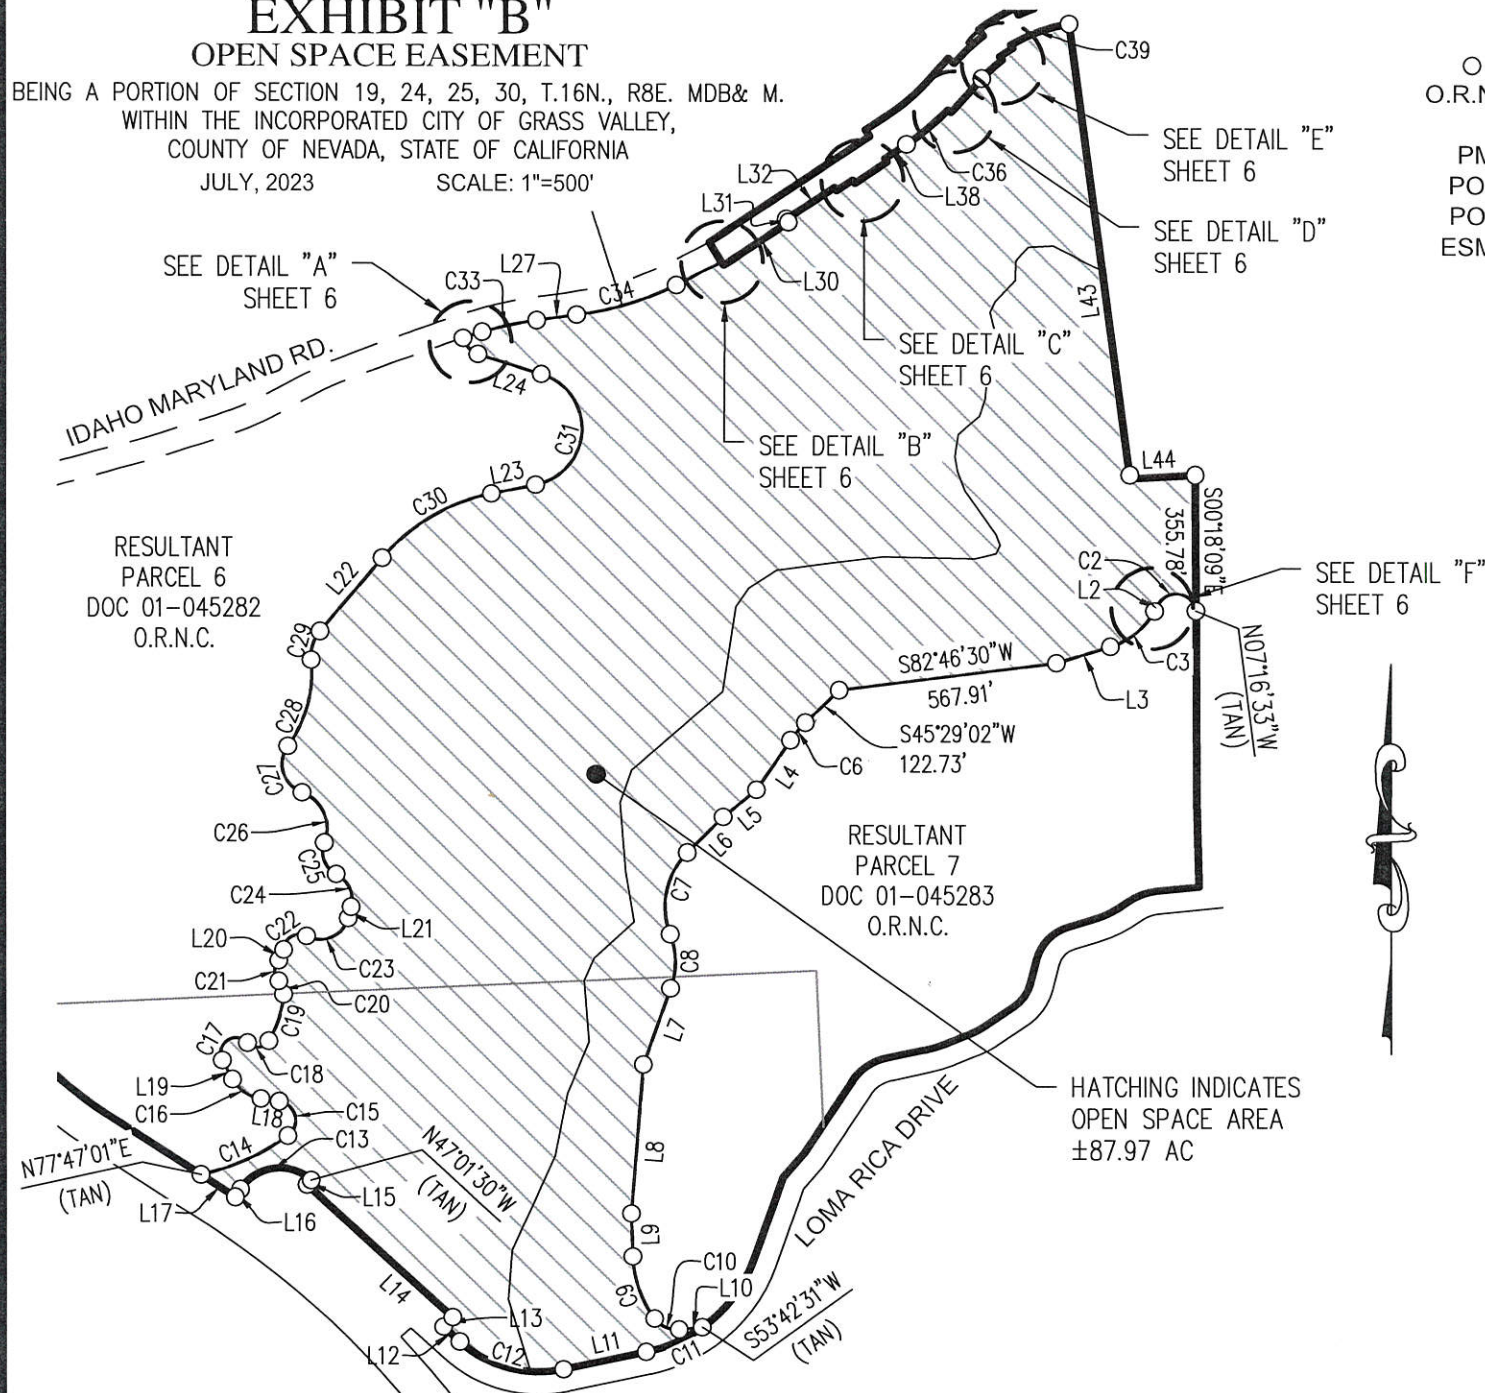 EXHIBIT "B"
OPEN SPACE EASEMENT
BEING A PORTION OF SECTION 19, 24, 25, 30, T.16N., R8E. MDB& M.
WITHIN THE INCORPORATED CITY OF GRASS VALLEY,
COUNTY OF NEVADA, STATE OF CALIFORNIA
JULY, 2023 SCALE: 1"=500'
O
O.R.N
PM
PO
PO
ESM
C39
SEE DETAIL "E"
SHEET 6
C36
L38
L32
L31
SEE DETAIL "D"
SHEET 6
SEE DETAIL "A"
SHEET 6
C33
L27
C34
L30
L43
SEE DETAIL "C"
SHEET 6
IDAHO MARYLAND RD.
L24
C31
SEE DETAIL "B"
SHEET 6
L44
L23
C30
S00°18'09"E
355.78'
RESULTANT
PARCEL 6
DOC 01-045282
O.R.N.C.
L22
C2
L2
SEE DETAIL "F"
SHEET 6
C29
C3
N07°16'33"W
(TAN)
S82°46'30"W
567.91'
L3
C28
S45°29'02"W
122.73'
C6
C27
L4
L5
C26
L6
RESULTANT
PARCEL 7
DOC 01-045283
O.R.N.C.
C25
C7
C24
L21
C22
L20
C23
C8
C21
C20
C19
L7
C17
C18
L19
C16
L18
C15
C13
C14
HATCHING INDICATES
OPEN SPACE AREA
±87.97 AC
N77°47'01"E
(TAN)
N47°01'30"W
(TAN)
L8
L15
L17
L16
LOMA RICA DRIVE
L9
L14
C10
C9
L10
L13
S53°42'31"W
(TAN)
L12
C12
L11
C11